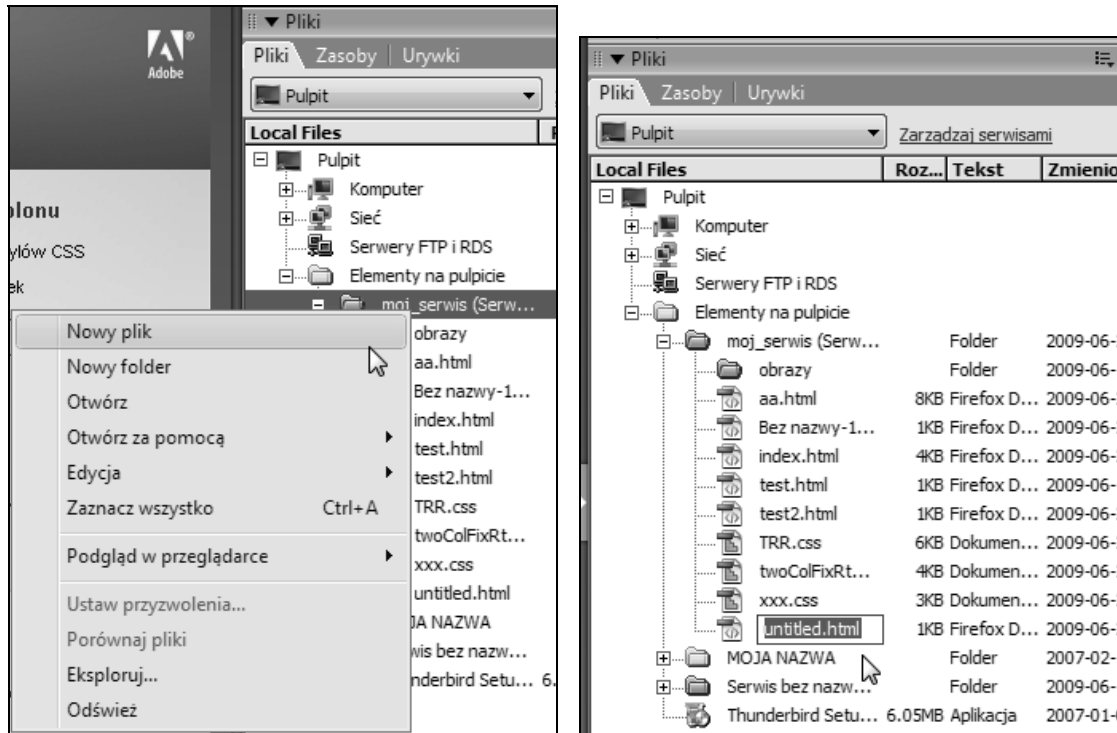 Adobe
lonu
ylów CSS
ek
Pliki
Pliki Zasoby Urywki
Pulpit
Local Files
Pulpit
Komputer
Sieć
Serwery FTP i RDS
Elementy na pulpicie
moj_serwis (Serw...
obrazy
aa.html
Bez nazwy-1...
index.html
test.html
test2.html
TRR.css
twoColFixRt...
xxx.css
untitled.html
JA NAZWA
wis bez nazw...
nderbird Setu... 6.
Nowy plik
Nowy folder
Otwórz
Otwórz za pomocą
Edycja
Zaznacz wszystko Ctrl+A
Podgląd w przeglądarce
Ustaw przyzwolenia...
Porównaj pliki
Eksploruj...
Odśwież
Pliki
Pliki Zasoby Urywki
Pulpit Zarządzaj serwisami
Local Files Roz... Tekst Zmienio
Pulpit
Komputer
Sieć
Serwery FTP i RDS
Elementy na pulpicie
moj_serwis (Serw... Folder 2009-06-
obrazy Folder 2009-06-
aa.html 8KB Firefox D... 2009-06-
Bez nazwy-1... 1KB Firefox D... 2009-06-
index.html 4KB Firefox D... 2009-06-
test.html 1KB Firefox D... 2009-06-
test2.html 1KB Firefox D... 2009-06-
TRR.css 6KB Dokumen... 2009-06-
twoColFixRt... 4KB Dokumen... 2009-06-
xxx.css 3KB Dokumen... 2009-06-
untitled.html 1KB Firefox D... 2009-06-
MOJA NAZWA Folder 2007-02-
Serwis bez nazw... Folder 2009-06-
Thunderbird Setu... 6.05MB Aplikacja 2007-01-